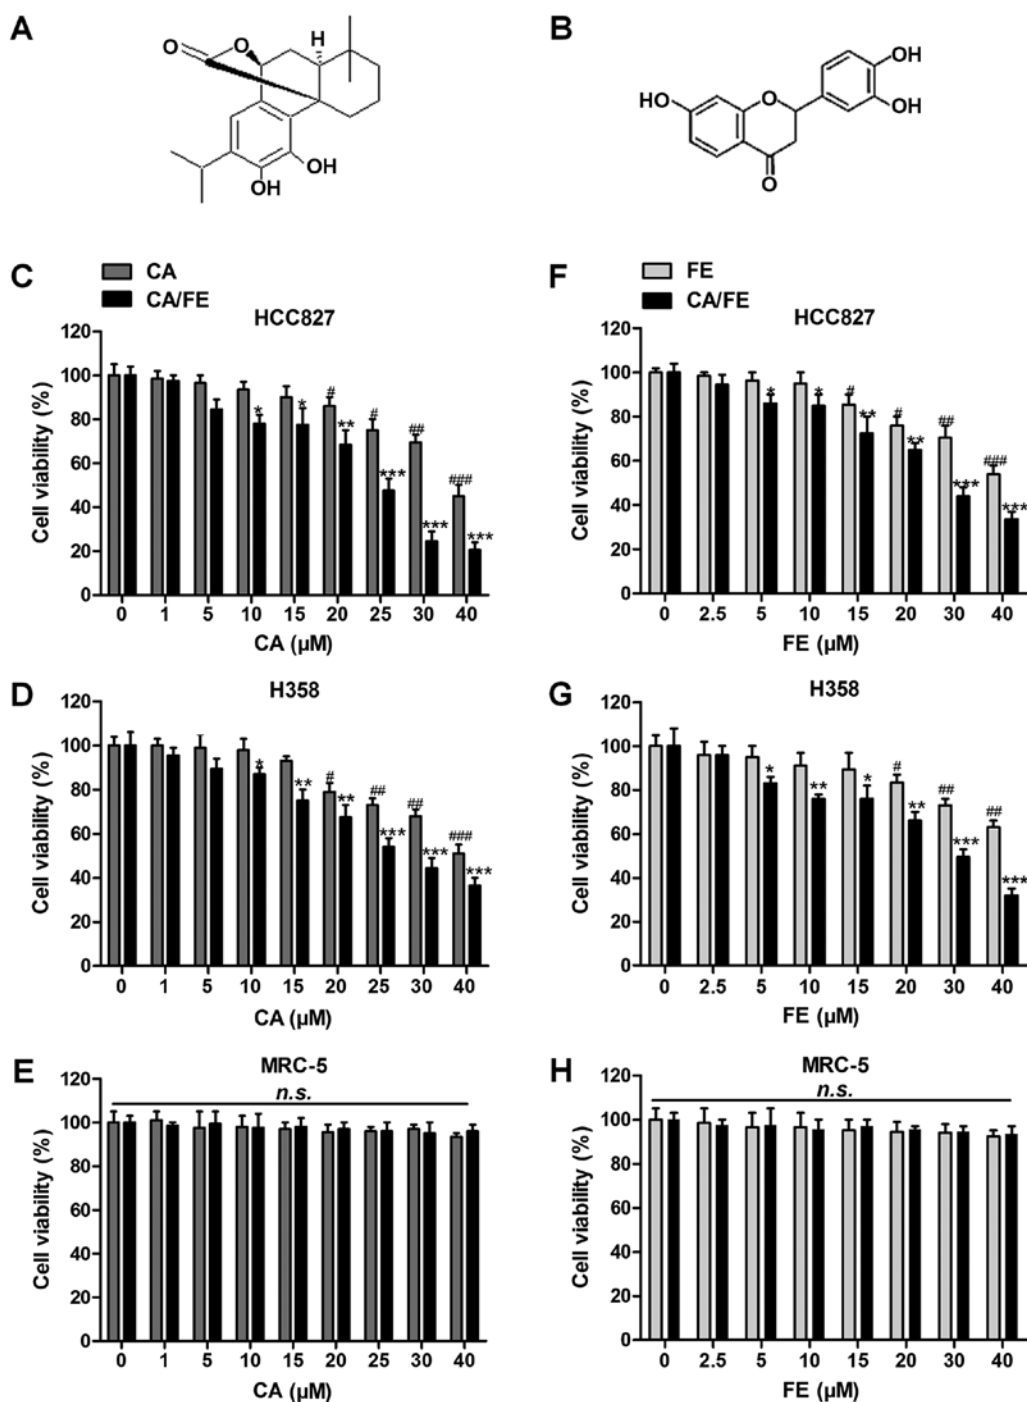 A
O
O
H
OH
OH
B
HO
O
O
OH
OH
C
CA
CA/FE
HCC827
Cell viability (%)
120
100
80
60
40
20
0
* * # ** # *** ## *** ### ***
0 1 5 10 15 20 25 30 40
CA (µM)
F
FE
CA/FE
HCC827
Cell viability (%)
120
100
80
60
40
20
0
* * # ** # ** ## *** ### ***
0 2.5 5 10 15 20 30 40
FE (µM)
D
H358
Cell viability (%)
120
100
80
60
40
20
0
* ** # ** ## *** ## *** ### ***
0 1 5 10 15 20 25 30 40
CA (µM)
G
H358
Cell viability (%)
120
100
80
60
40
20
0
* ** * # ** ## *** ## ***
0 2.5 5 10 15 20 30 40
FE (µM)
E
MRC-5
n.s.
Cell viability (%)
120
100
80
60
40
20
0
0 1 5 10 15 20 25 30 40
CA (µM)
H
MRC-5
n.s.
Cell viability (%)
120
100
80
60
40
20
0
0 2.5 5 10 15 20 30 40
FE (µM)